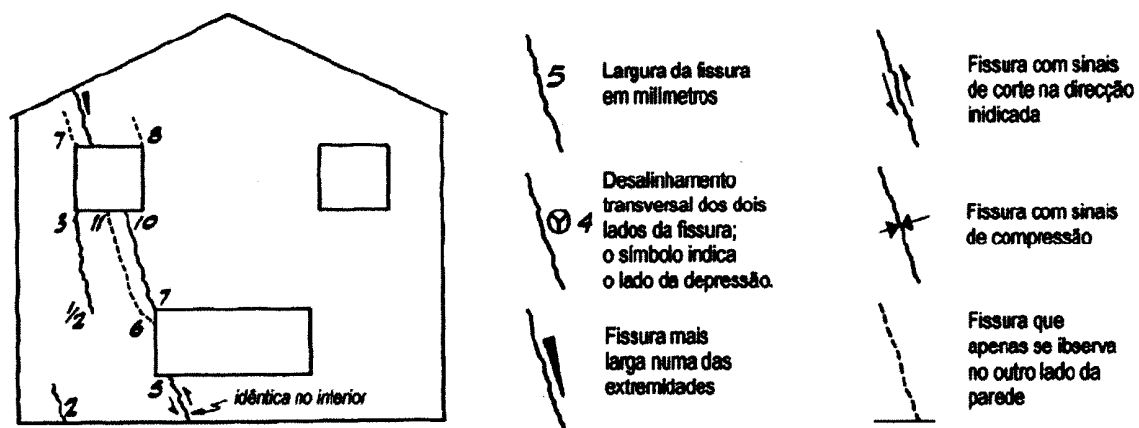 7
8
3
11
10
1/2
7
6
2
5
idêntica no interior
5
Largura da fissura
em milímetros
4
Desalinhamento
transversal dos dois
lados da fissura;
o símbolo indica
o lado da depressão.
Fissura mais
larga numa das
extremidades
Fissura com sinais
de corte na direcção
inidicada
Fissura com sinais
de compressão
Fissura que
apenas se ibserva
no outro lado da
parede